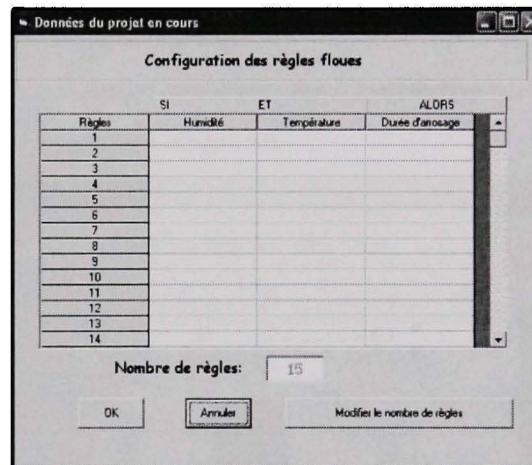 Données du projet en cours
Configuration des règles floues
SI ET ALORS
Règles Humidité Température Durée d'arrosage
1
2
3
4
5
6
7
8
9
10
11
12
13
14
Nombre de règles: 15
OK Annuler Modifier le nombre de règles